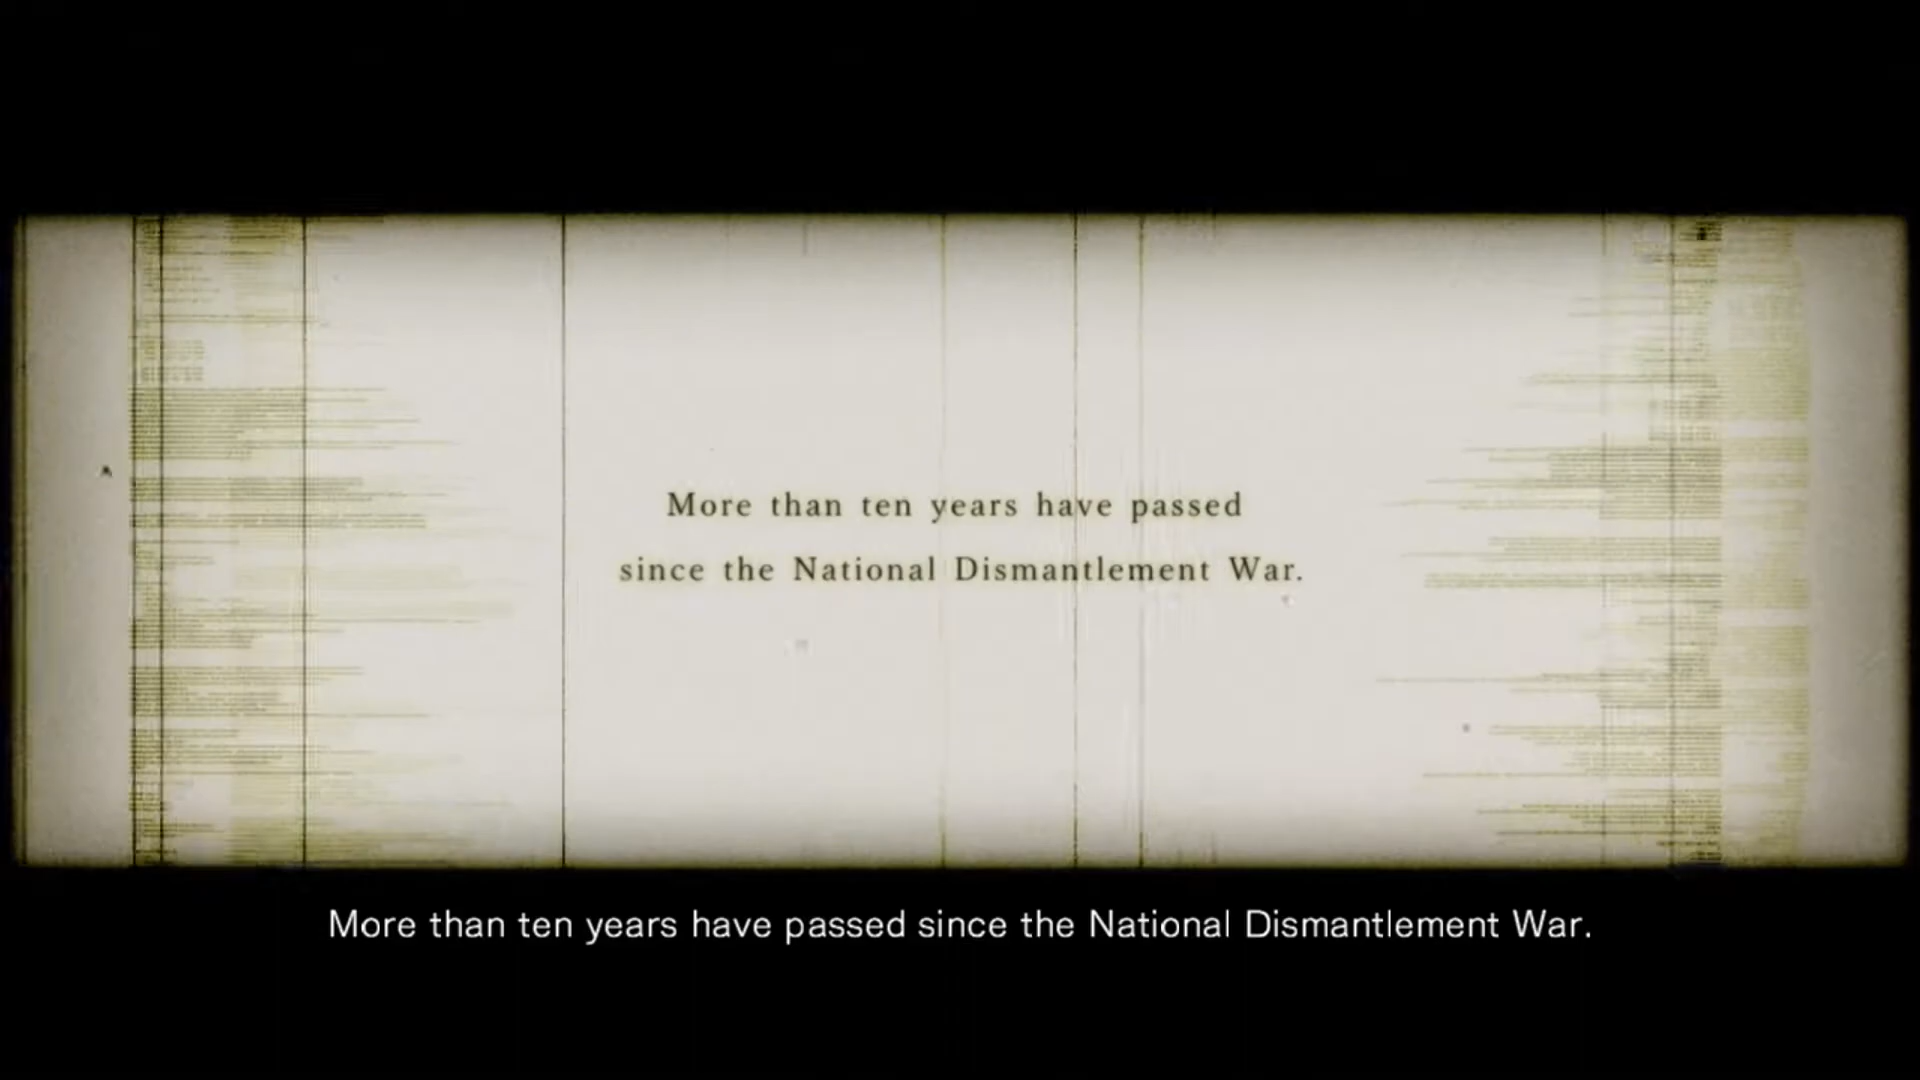 More than ten years have passed
since the National Dismantlement War.
More than ten years have passed since the National Dismantlement War.